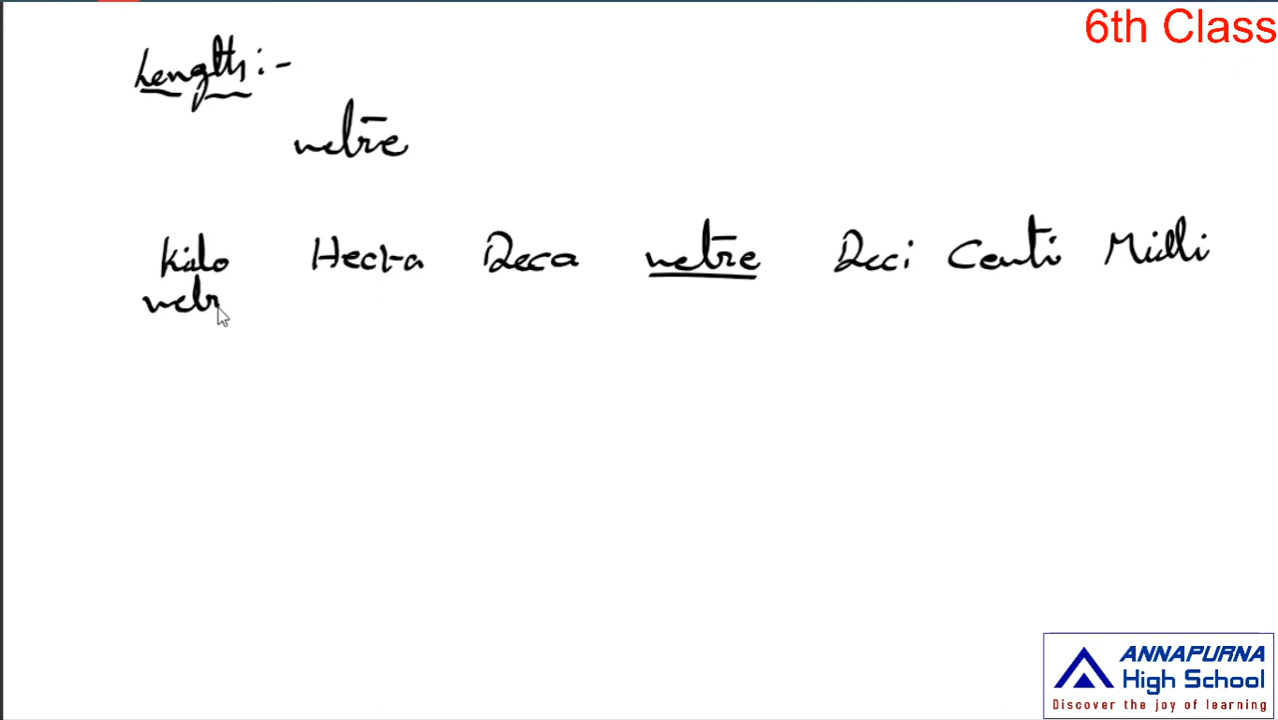 6th Class
Length:-
metre
Kilo Hecta Deca metre Deci Centi Milli
metr
ANNAPURNA
High School
Discover the joy of learning